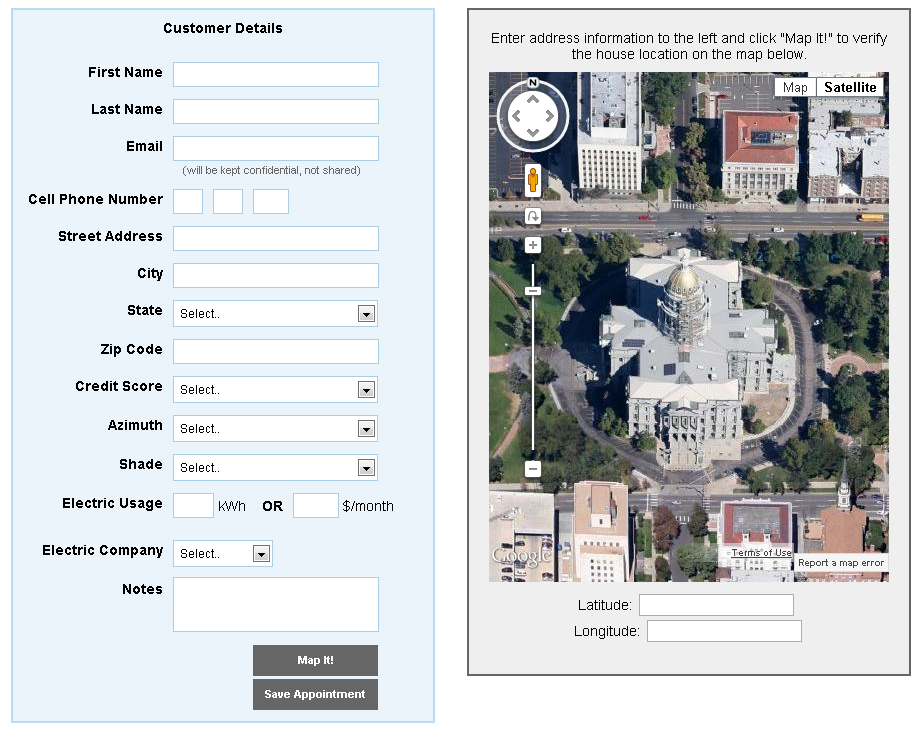 Customer Details
First Name
Last Name
Email
(will be kept confidential, not shared)
Cell Phone Number
Street Address
City
State Select..
Zip Code
Credit Score Select..
Azimuth Select..
Shade Select..
Electric Usage kWh OR $/month
Electric Company Select..
Notes
Map It!
Save Appointment
Enter address information to the left and click "Map It!" to verify
the house location on the map below.
N
Map Satellite
Google
Terms of Use
Report a map error
Latitude:
Longitude: